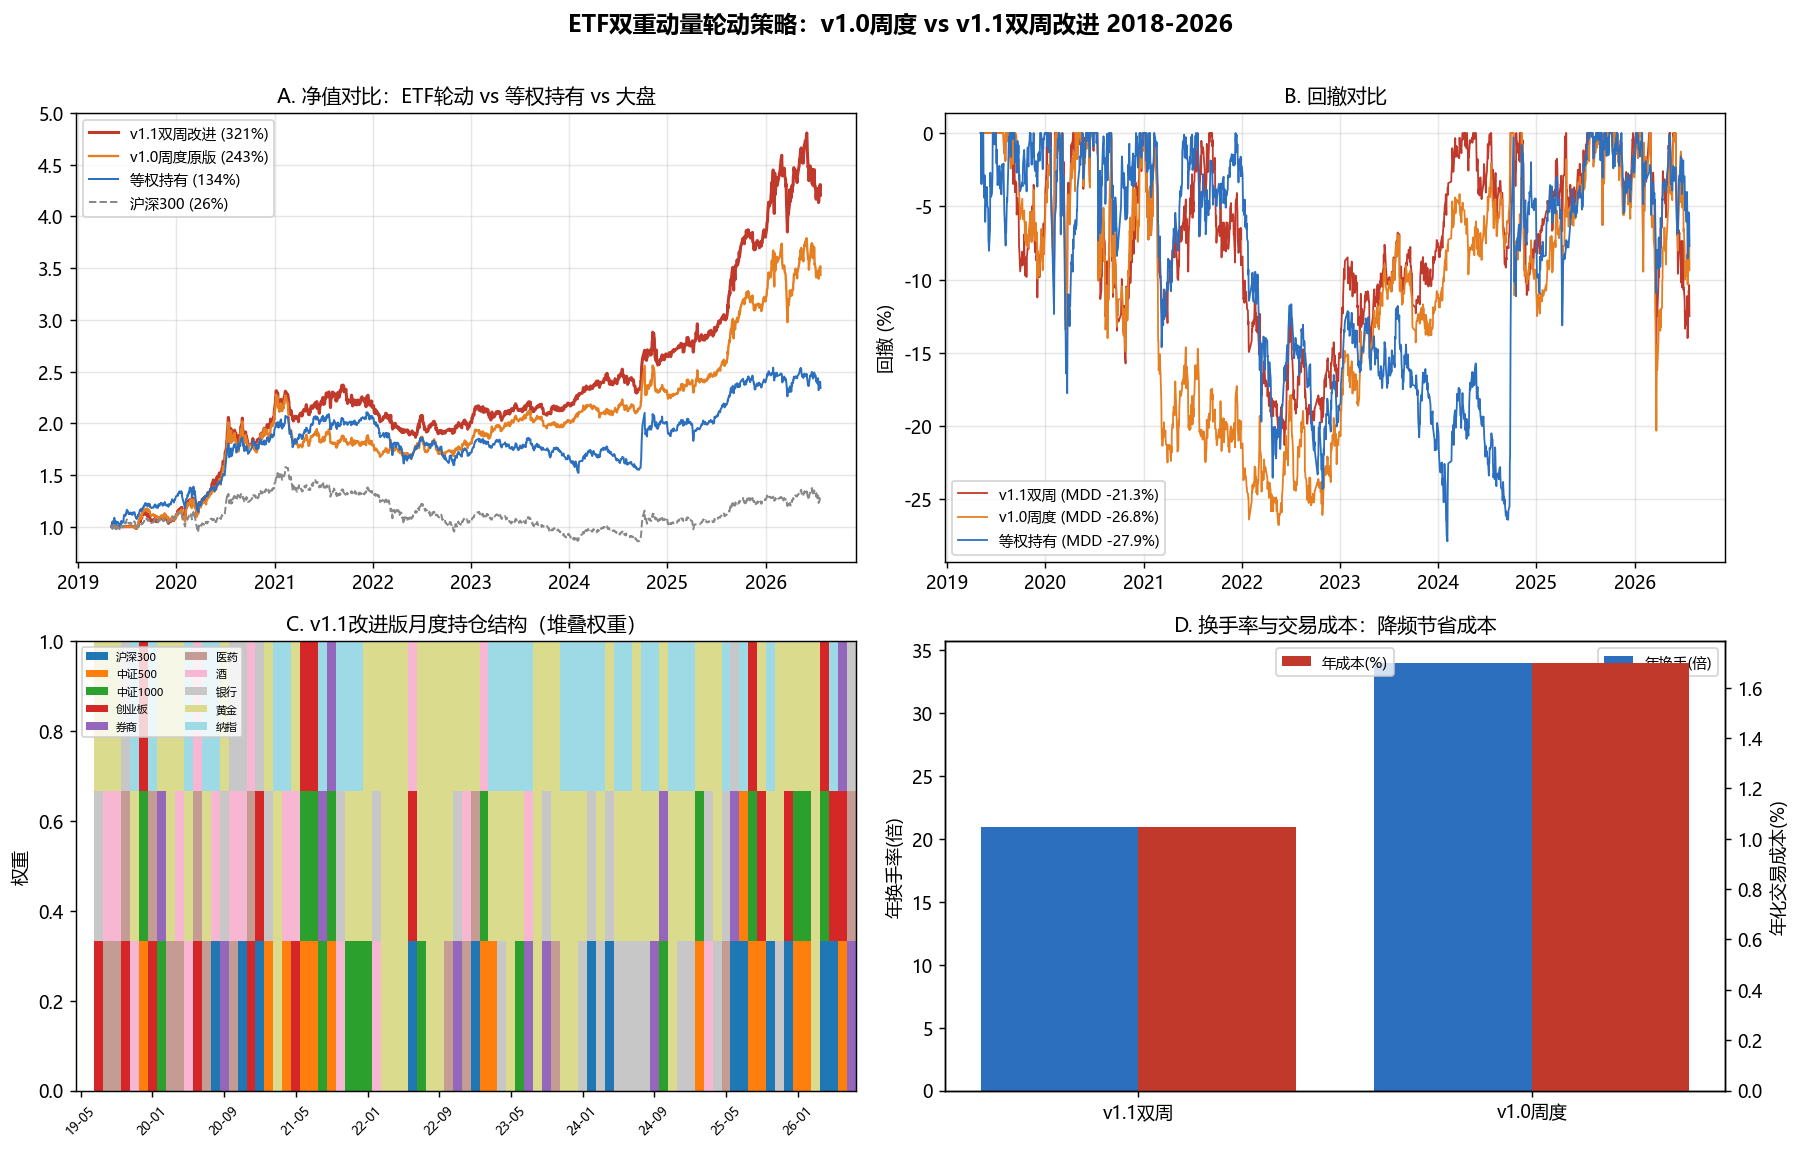 ETF双重动量轮动策略：v1.0周度 vs v1.1双周改进 2018-2026
A. 净值对比：ETF轮动 vs 等权持有 vs 大盘
v1.1双周改进 (321%)
v1.0周度原版 (243%)
等权持有 (134%)
沪深300 (26%)
5.0
4.5
4.0
3.5
3.0
2.5
2.0
1.5
1.0
2019 2020 2021 2022 2023 2024 2025 2026
B. 回撤对比
回撤 (%)
0
-5
-10
-15
-20
-25
v1.1双周 (MDD -21.3%)
v1.0周度 (MDD -26.8%)
等权持有 (MDD -27.9%)
2019 2020 2021 2022 2023 2024 2025 2026
C. v1.1改进版月度持仓结构（堆叠权重）
权重
1.0
0.8
0.6
0.4
0.2
0.0
沪深300
中证500
中证1000
创业板
券商
医药
酒
银行
黄金
纳指
19-05 20-01 20-09 21-05 22-01 22-09 23-05 24-01 24-09 25-05 26-01
D. 换手率与交易成本：降频节省成本
年换手率(倍)
35
30
25
20
15
10
5
0
年成本(%)
年换手(倍)
1.6
1.4
1.2
1.0
0.8
0.6
0.4
0.2
0.0
年化交易成本(%)
v1.1双周 v1.0周度